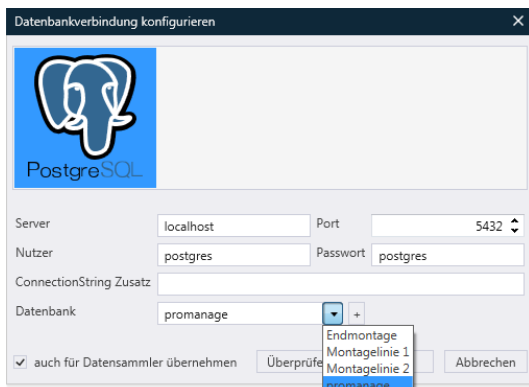 Datenbankverbindung konfigurieren
PostgreSQL
Server
localhost
Port
5432
Nutzer
postgres
Passwort
postgres
ConnectionString Zusatz
Datenbank
promanage
+
Endmontage
Montagelinie 1
Montagelinie 2
promanage
auch für Datensammler übernehmen
Überprüfe
Abbrechen